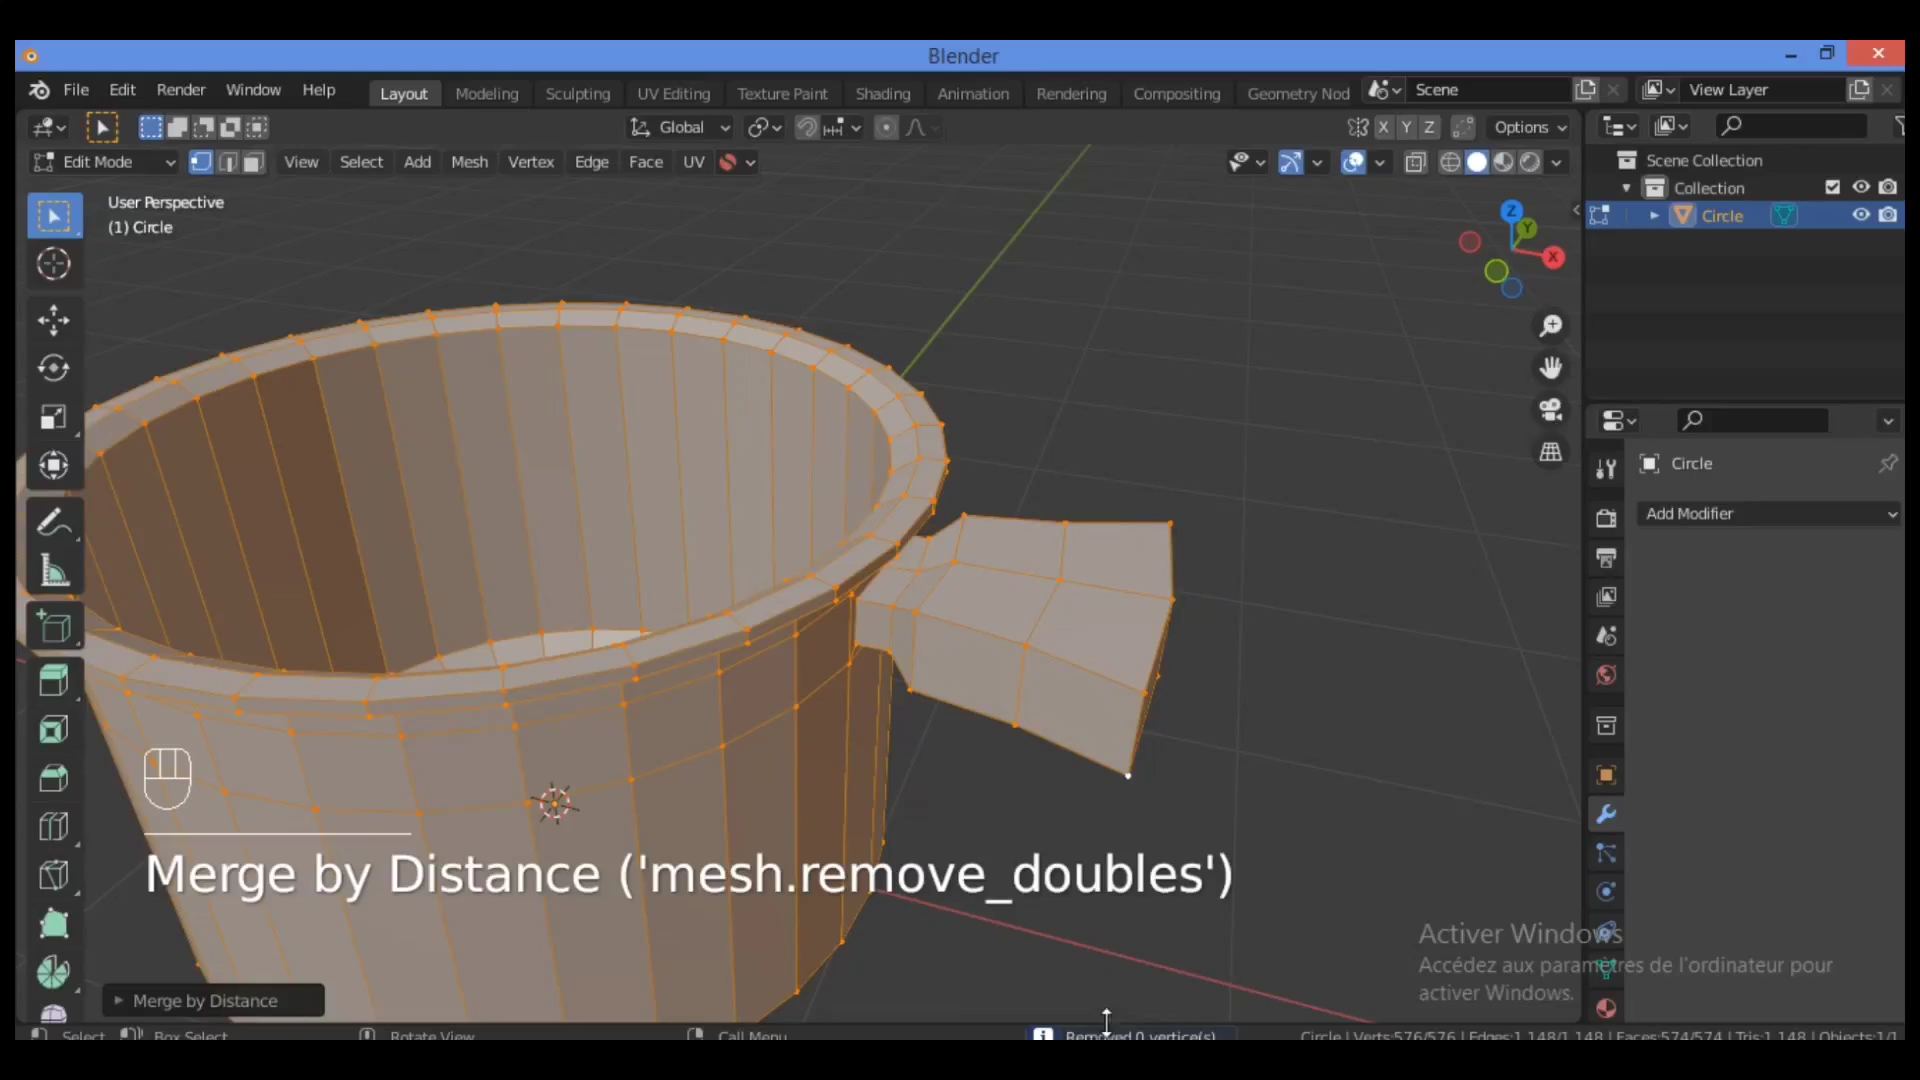 Blender
File Edit Render Window Help Layout Modeling Sculpting UV Editing Texture Paint Shading Animation Rendering Compositing Geometry Nod Scene View Layer
Global X Y Z Options
Edit Mode View Select Add Mesh Vertex Edge Face UV
Scene Collection
Collection
Circle
User Perspective
(1) Circle
Z
Y
X
Circle
Add Modifier
Merge by Distance ('mesh.remove_doubles')
Activer Windows
Accédez aux paramètres de l'ordinateur pour
activer Windows.
Merge by Distance
Select Box Select Rotate View Call Menu Removed 0 vertice(s) Circle | Verts:576/576 | Edges:1,148/1,148 | Faces:574/574 | Tris:1,148 | Objects:1/1